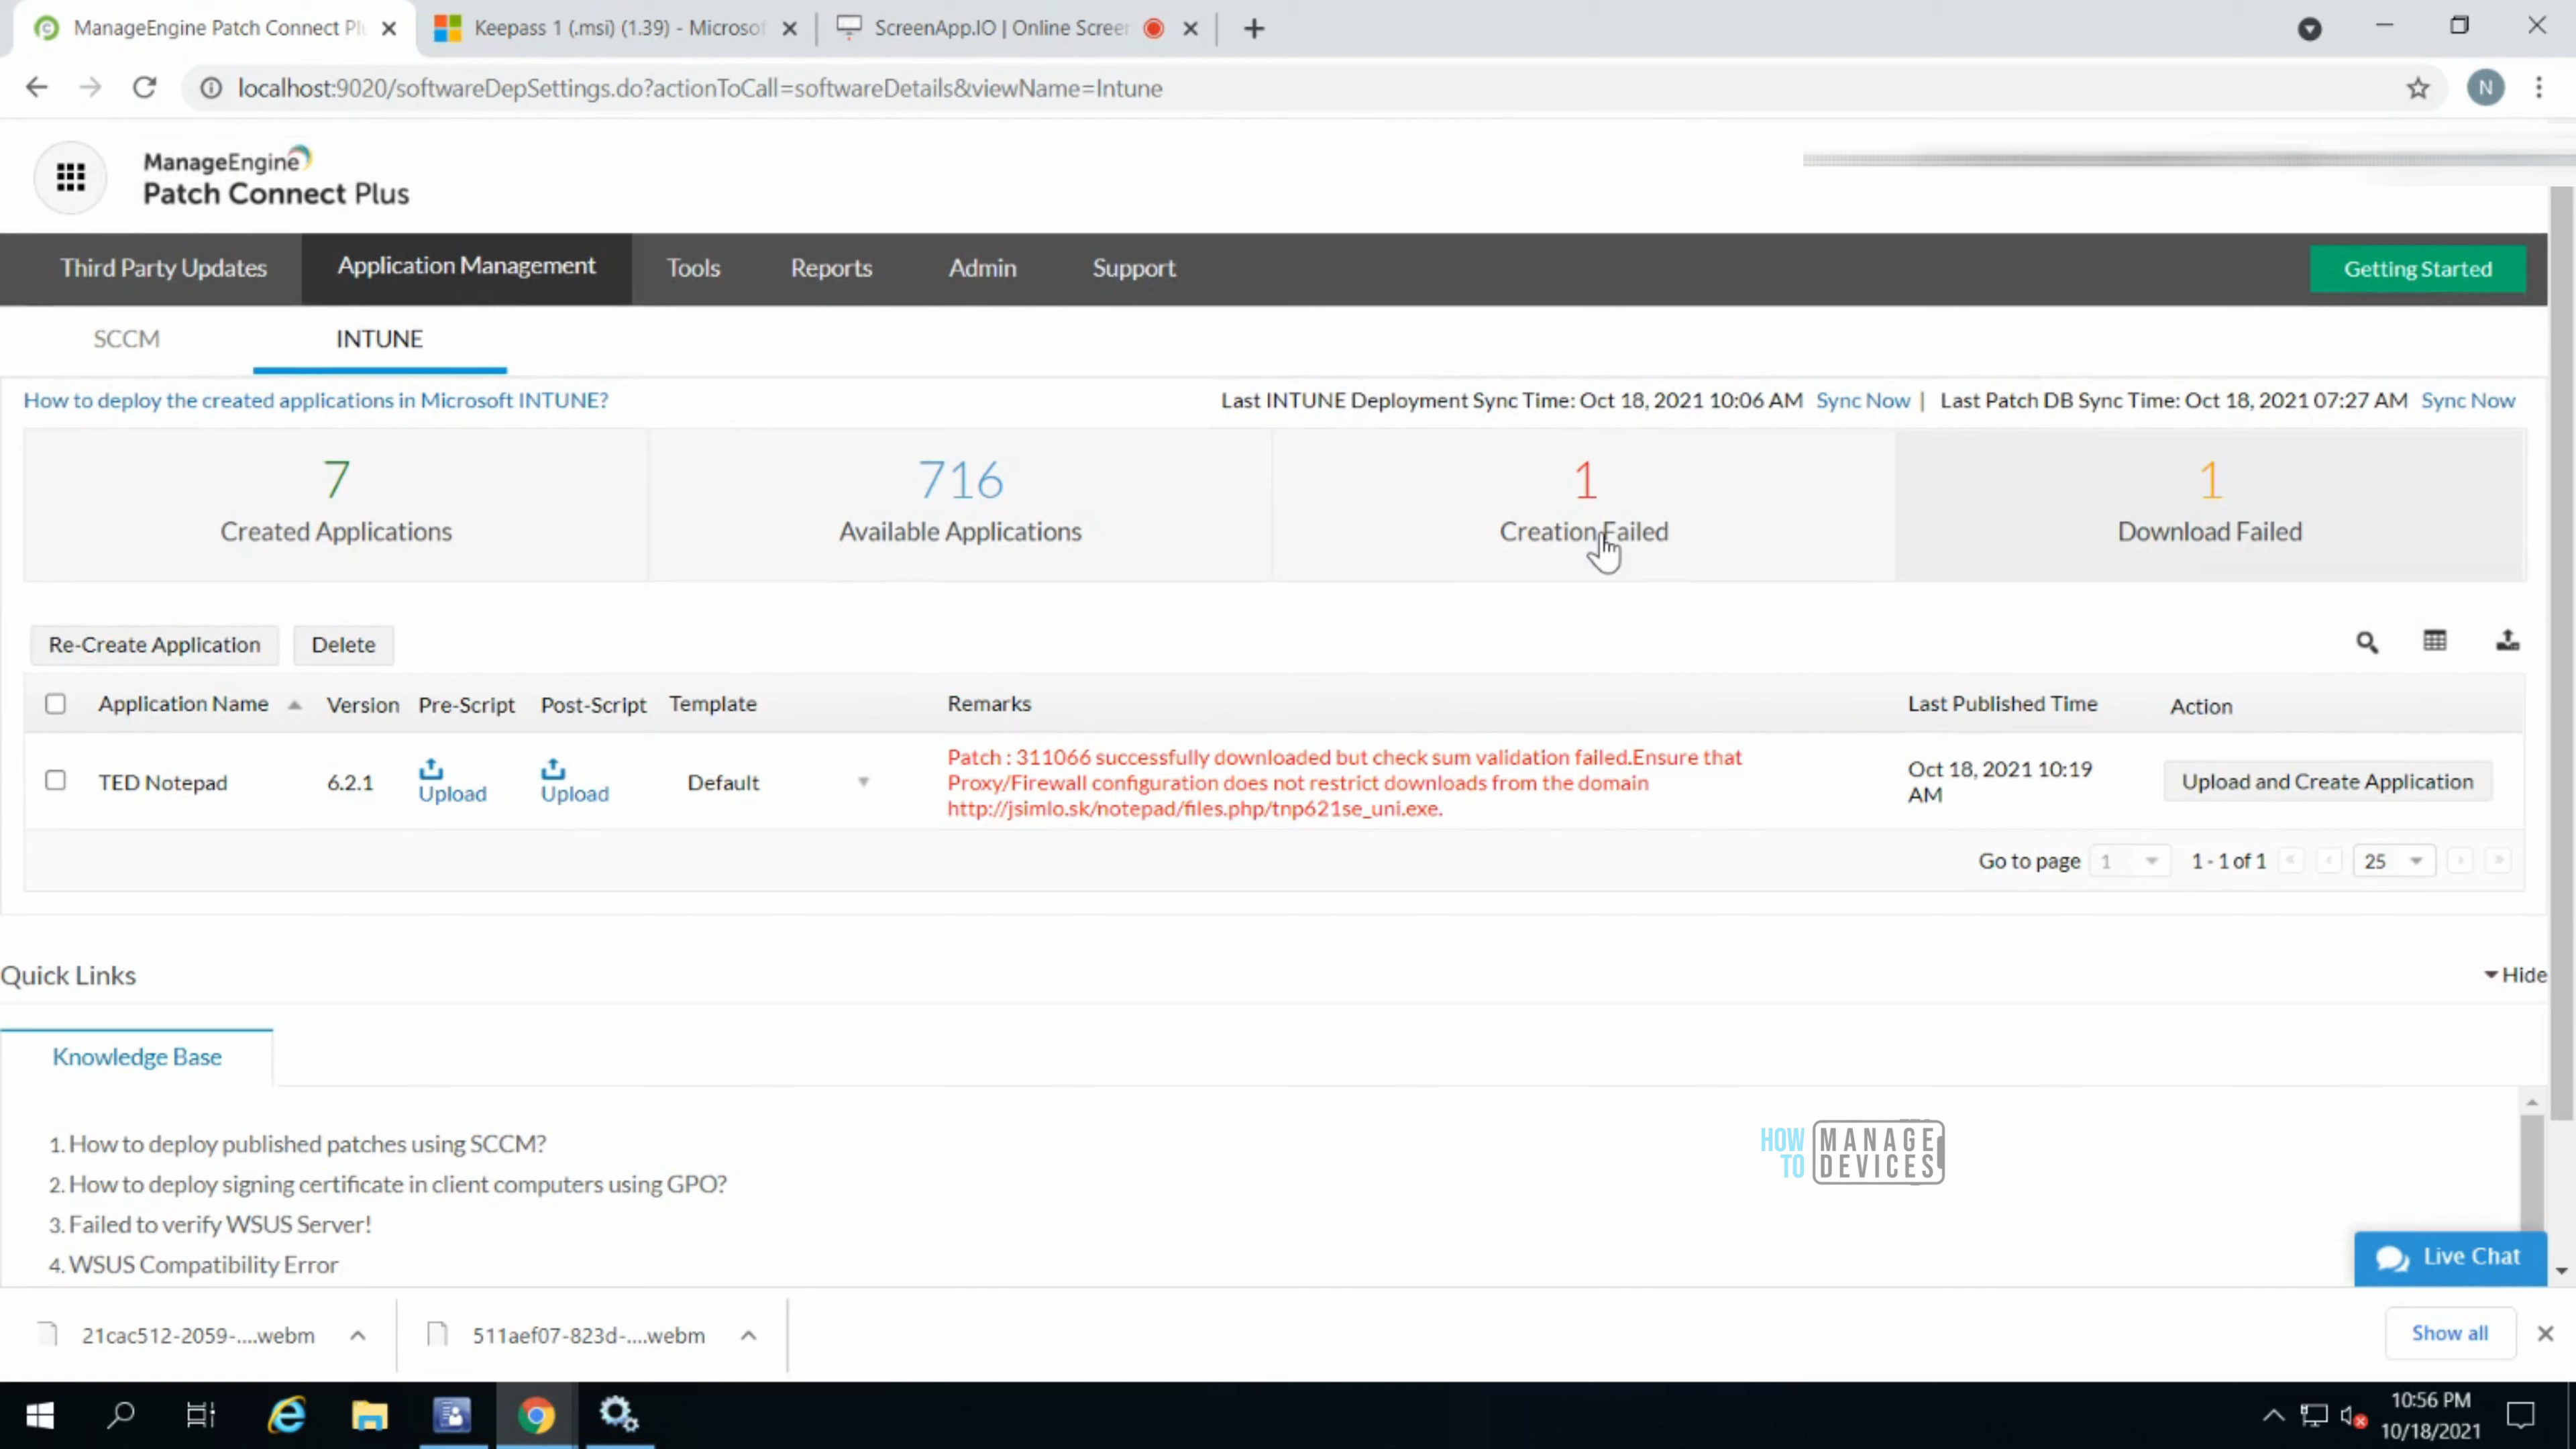 ManageEngine Patch Connect Pl
Keepass 1 (.msi) (1.39) - Microsof
ScreenApp.IO | Online Screen
localhost:9020/softwareDepSettings.do?actionToCall=softwareDetails&viewName=Intune
N
ManageEngine
Patch Connect Plus
Third Party Updates
Application Management
Tools
Reports
Admin
Support
Getting Started
SCCM
INTUNE
How to deploy the created applications in Microsoft INTUNE?
Last INTUNE Deployment Sync Time: Oct 18, 2021 10:06 AM Sync Now | Last Patch DB Sync Time: Oct 18, 2021 07:27 AM Sync Now
7
Created Applications
716
Available Applications
1
Creation Failed
1
Download Failed
Re-Create Application
Delete
Application Name
Version
Pre-Script
Post-Script
Template
Remarks
Last Published Time
Action
TED Notepad
6.2.1
Upload
Upload
Default
Patch : 311066 successfully downloaded but check sum validation failed.Ensure that
Proxy/Firewall configuration does not restrict downloads from the domain
http://jsimlo.sk/notepad/files.php/tnp621se_uni.exe.
Oct 18, 2021 10:19
AM
Upload and Create Application
Go to page 1
1 - 1 of 1
25
Quick Links
Hide
Knowledge Base
1. How to deploy published patches using SCCM?
2. How to deploy signing certificate in client computers using GPO?
3. Failed to verify WSUS Server!
4. WSUS Compatibility Error
HOW TO
MANAGE
DEVICES
Live Chat
21cac512-2059-....webm
511aef07-823d-....webm
Show all
10:56 PM
10/18/2021